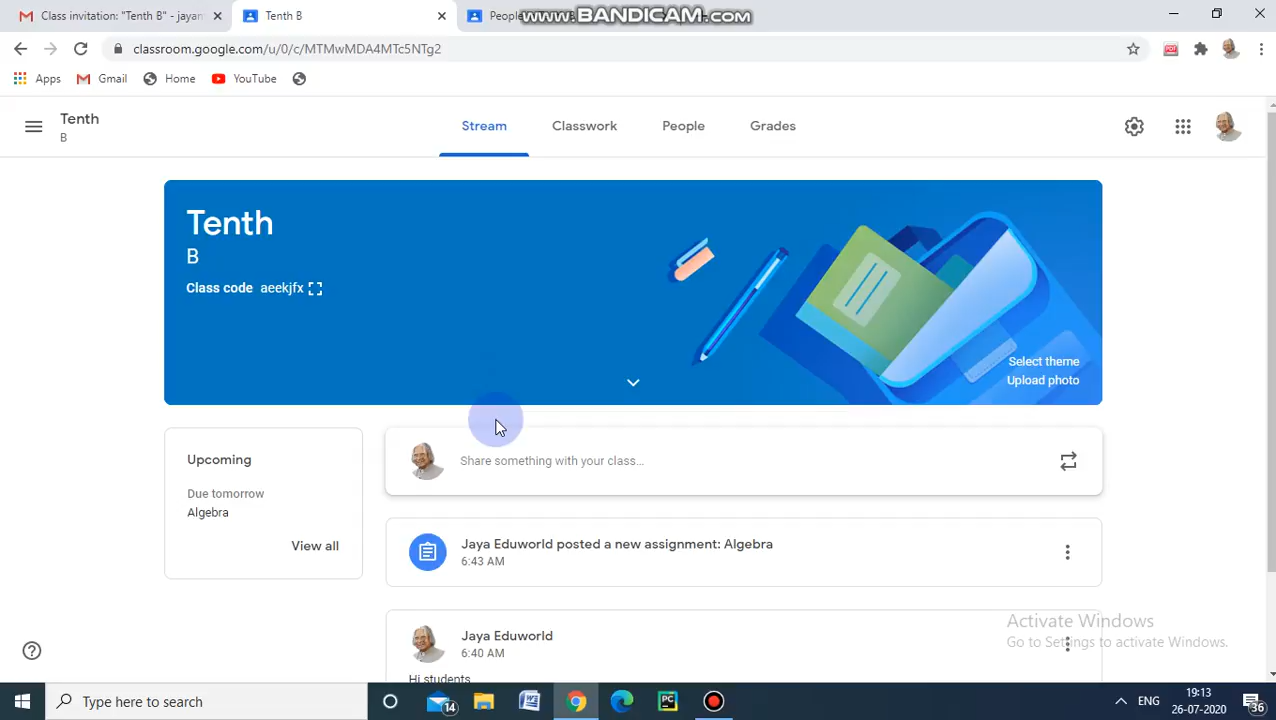 www.BANDICAM.com
Class invitation: "Tenth B" - jayan
Tenth B
People
classroom.google.com/u/0/c/MTMwMDA4MTc5NTg2
Apps
Gmail
Home
YouTube
Tenth
B
Stream
Classwork
People
Grades
Tenth
B
Class code aeekjfx
Select theme
Upload photo
Upcoming
Due tomorrow
Algebra
View all
Share something with your class...
Jaya Eduworld posted a new assignment: Algebra
6:43 AM
Jaya Eduworld
6:40 AM
Hi students
Activate Windows
Go to Settings to activate Windows.
Type here to search
14
ENG
19:13
26-07-2020
36